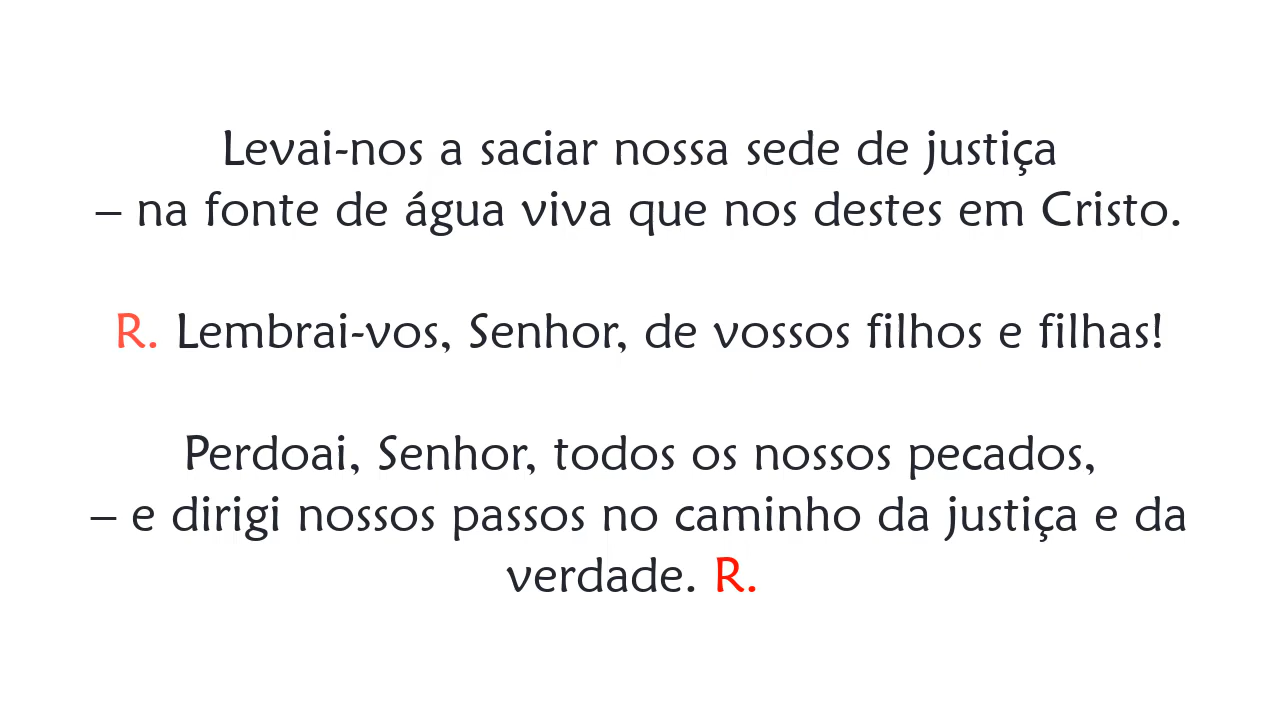 Levai-nos a saciar nossa sede de justiça
– na fonte de água viva que nos destes em Cristo.
R. Lembrai-vos, Senhor, de vossos filhos e filhas!
Perdoai, Senhor, todos os nossos pecados,
– e dirigi nossos passos no caminho da justiça e da
verdade. R.